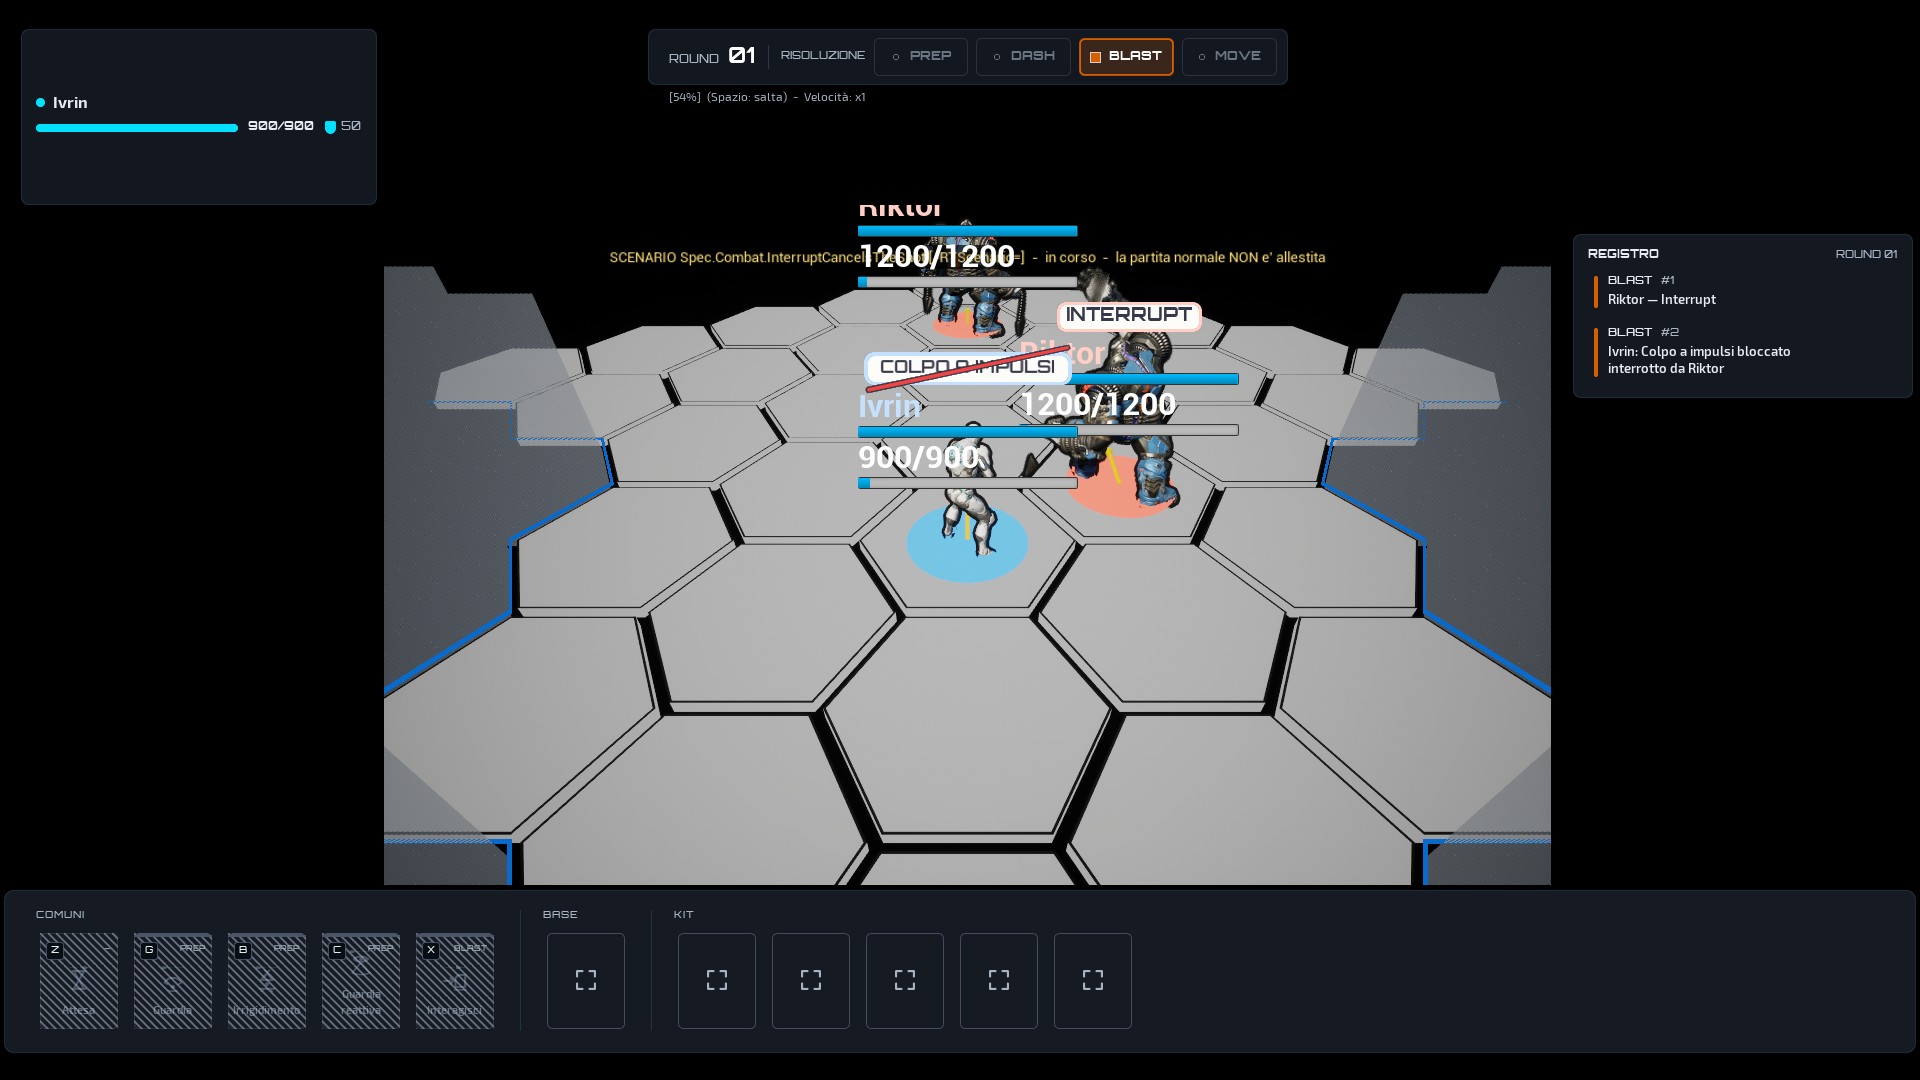 ROUND 01 RISOLUZIONE PREP DASH BLAST MOVE
[54%] (Spazio: salta) - Velocità: x1
Ivrin
900/900 50
Riktor
1200/1200
SCENARIO Spec.Combat.InterruptCancels - in corso - la partita normale NON e' allestita
INTERRUPT
Riktor
COLPO A IMPULSI
1200/1200
Ivrin
900/900
REGISTRO ROUND 01
BLAST #1
Riktor — Interrupt
BLAST #2
Ivrin: Colpo a impulsi bloccato
interrotto da Riktor
COMUNI BASE KIT
Z –
Attesa
G PREP
Guardia
B PREP
Irrigidimento
C PREP
Guardia
reattiva
X BLAST
Interagisci